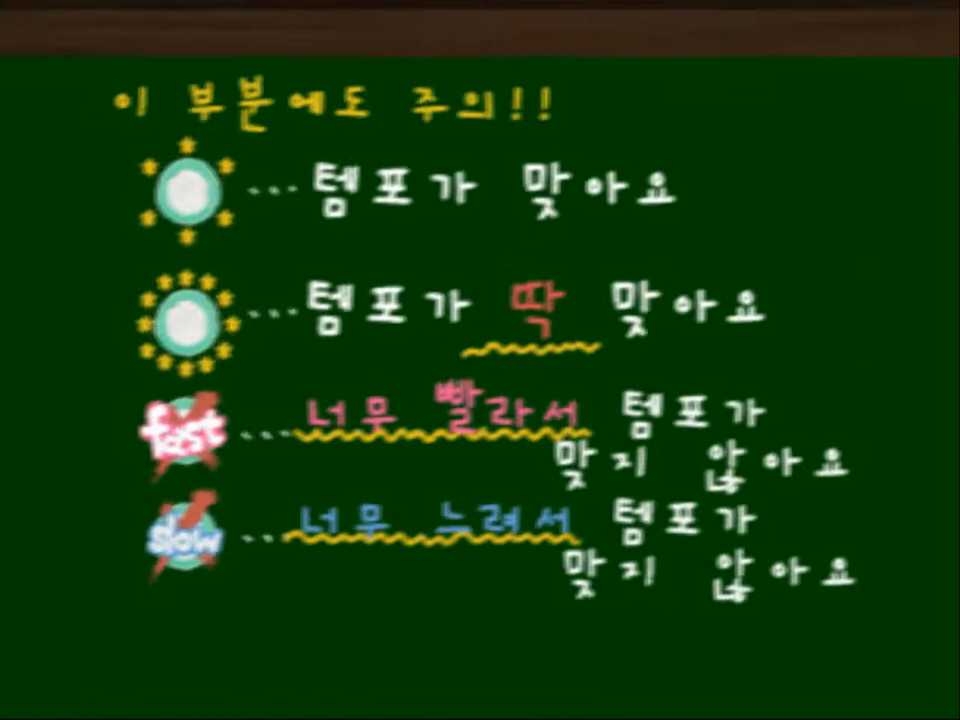 이 부분에도 주의!!
...템포가 맞아요
...템포가 딱 맞아요
fast ...너무 빨라서 템포가
맞지 않아요
slow ...너무 느려서 템포가
맞지 않아요